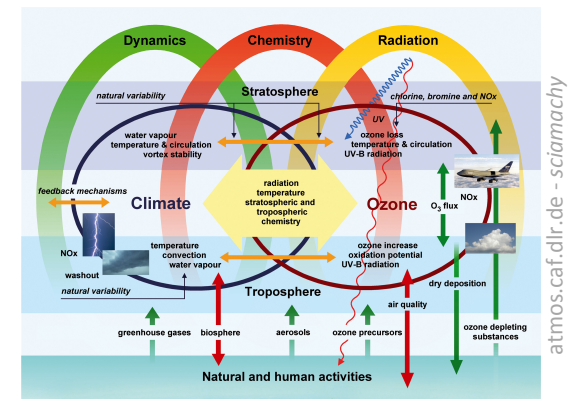 Dynamics
Chemistry
Radiation
natural variability
Stratosphere
chlorine, bromine and NOx
UV
water vapour
temperature & circulation
vortex stability
ozone loss
temperature & circulation
UV-B radiation
feedback mechanisms
Climate
radiation
temperature
stratospheric and
tropospheric
chemistry
Ozone
NOx
O3 flux
NOx
washout
temperature
convection
water vapour
ozone increase
oxidation potential
UV-B radiation
natural variability
Troposphere
dry deposition
air quality
greenhouse gases
biosphere
aerosols
ozone precursors
ozone depleting
substances
Natural and human activities
atmos.caf.dlr.de - sciamachy